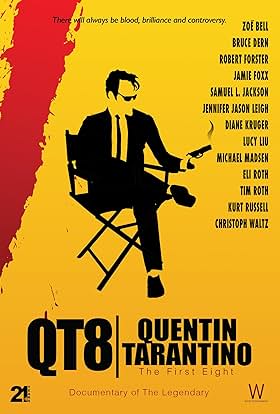 There will always be blood, brilliance and controversy.
ZOË BELL
BRUCE DERN
ROBERT FORSTER
JAMIE FOXX
SAMUEL L. JACKSON
JENNIFER JASON LEIGH
DIANE KRUGER
LUCY LIU
MICHAEL MADSEN
ELI ROTH
TIM ROTH
KURT RUSSELL
CHRISTOPH WALTZ
QT8
QUENTIN
TARANTINO
The First Eight
21
W
Documentary of The Legendary